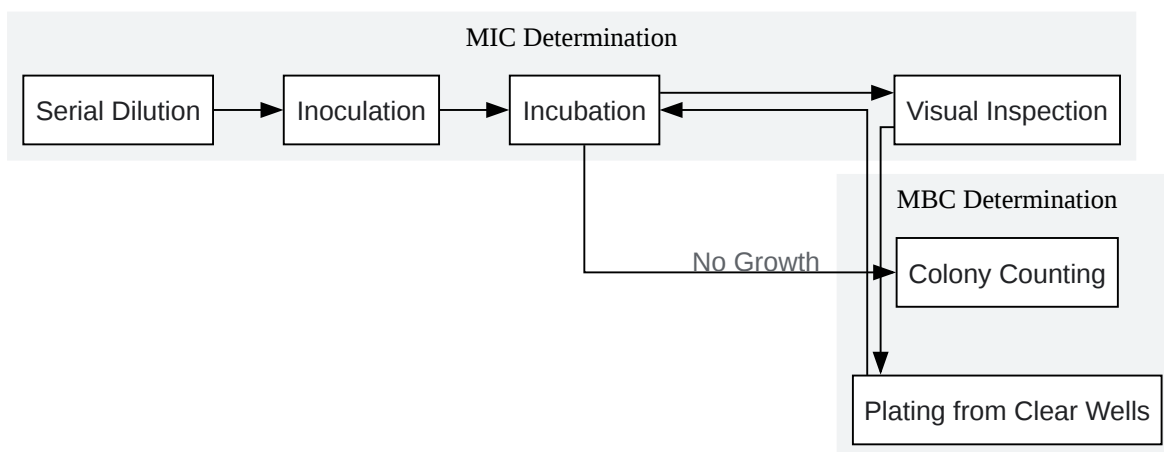 MIC Determination
Serial Dilution
Inoculation
Incubation
Visual Inspection
MBC Determination
No Growth
Colony Counting
Plating from Clear Wells